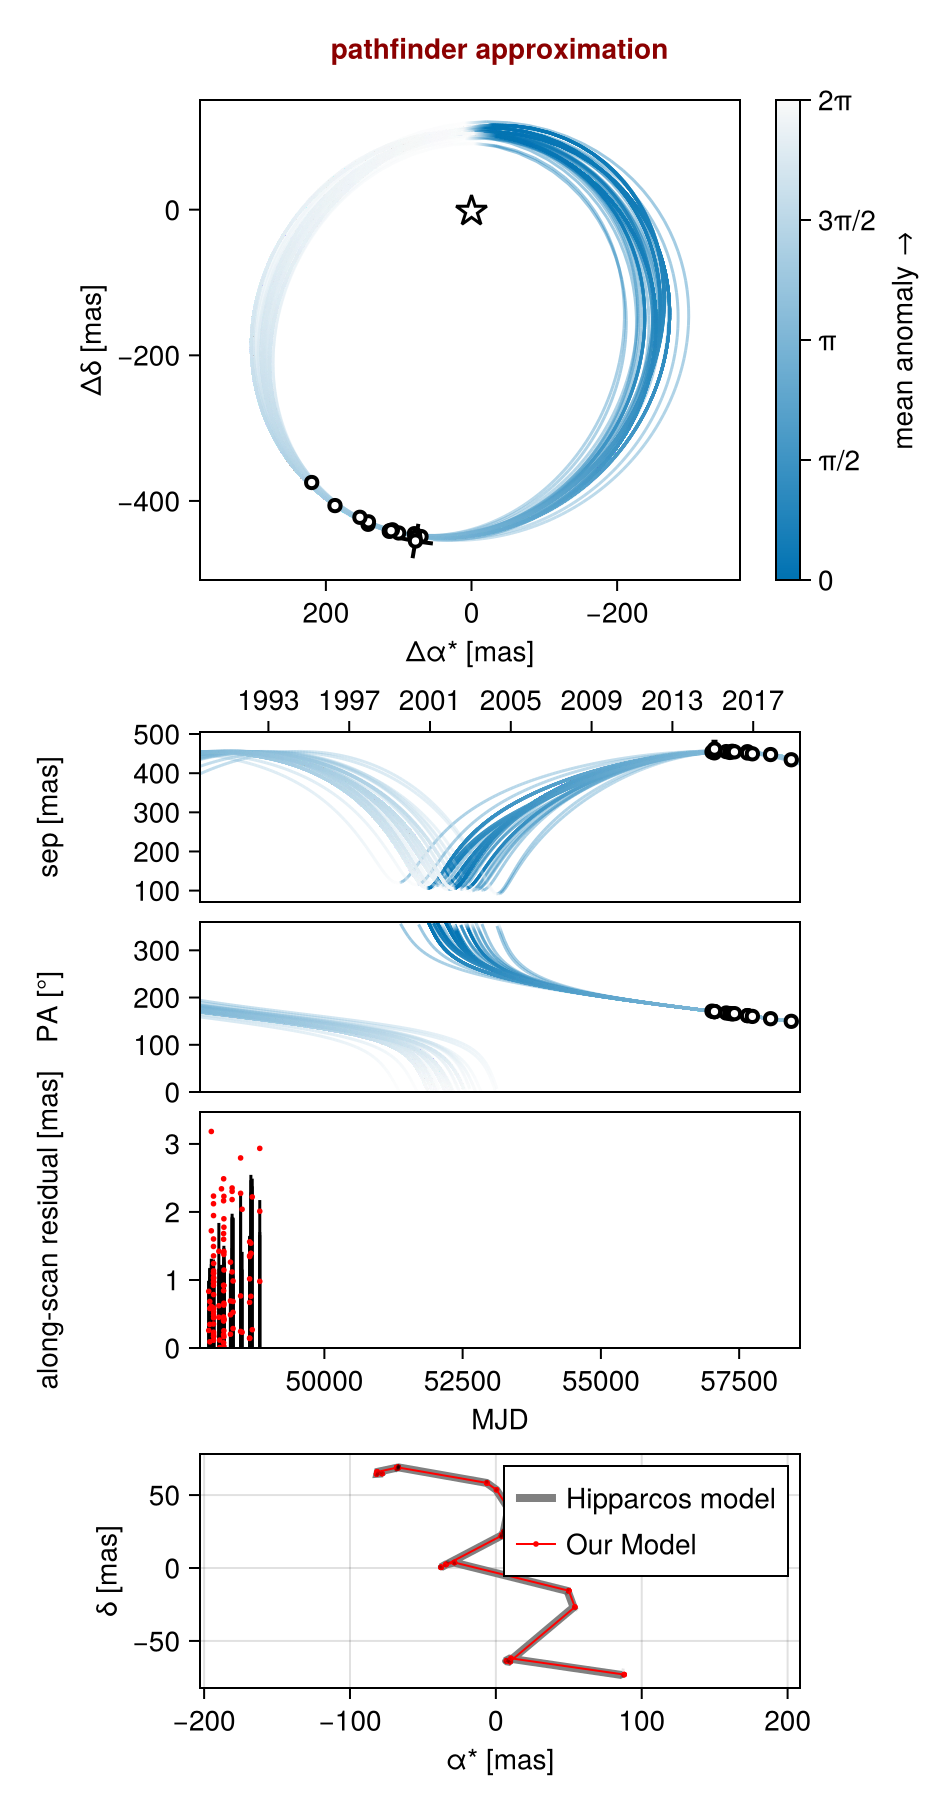 pathfinder approximation
0
−200
−400
Δδ [mas]
200
0
−200
Δα* [mas]
2π
3π/2
π
π/2
0
mean anomaly →
1993
1997
2001
2005
2009
2013
2017
500
400
300
200
100
sep [mas]
300
200
100
0
PA [°]
3
2
1
0
along-scan residual [mas]
50000
52500
55000
57500
MJD
50
0
−50
δ [mas]
Hipparcos model
Our Model
−200
−100
0
100
200
α* [mas]